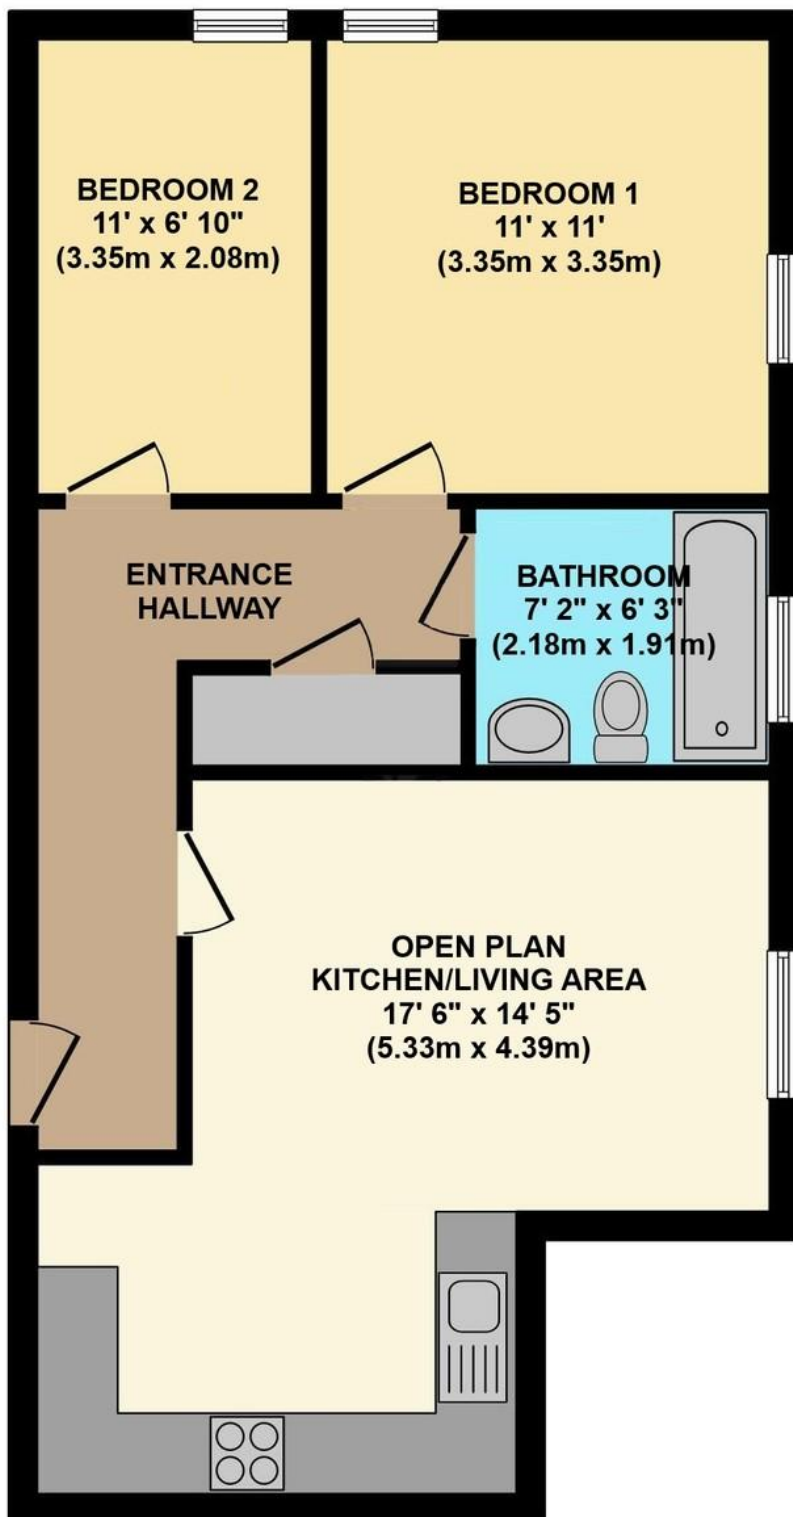 BEDROOM 2
11' x 6' 10"
(3.35m x 2.08m)
BEDROOM 1
11' x 11'
(3.35m x 3.35m)
ENTRANCE
HALLWAY
BATHROOM
7' 2" x 6' 3"
(2.18m x 1.91m)
OPEN PLAN
KITCHEN/LIVING AREA
17' 6" x 14' 5"
(5.33m x 4.39m)